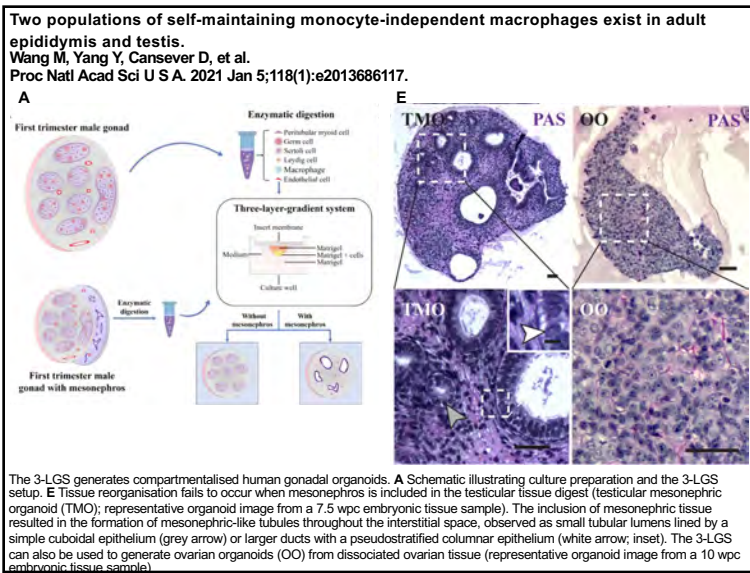 Two populations of self-maintaining monocyte-independent macrophages exist in adult
epididymis and testis.
Wang M, Yang Y, Cansever D, et al.
Proc Natl Acad Sci U S A. 2021 Jan 5;118(1):e2013686117.
A
First trimester male gonad
Enzymatic digestion
Peritubular myoid cell
Germ cell
Sertoli cell
Leydig cell
Macrophage
Endothelial cell
Three-layer-gradient system
Insert membrane
Medium
Matrigel
Matrigel + cells
Matrigel
Culture well
Enzymatic
digestion
Without
mesonephros
With
mesonephros
First trimester male
gonad with mesonephros
E
TMO
PAS
OO
PAS
TMO
OO
The 3-LGS generates compartmentalised human gonadal organoids. A Schematic illustrating culture preparation and the 3-LGS
setup. E Tissue reorganisation fails to occur when mesonephros is included in the testicular tissue digest (testicular mesonephric
organoid (TMO); representative organoid image from a 7.5 wpc embryonic tissue sample). The inclusion of mesonephric tissue
resulted in the formation of mesonephric-like tubules throughout the interstitial space, observed as small tubular lumens lined by a
simple cuboidal epithelium (grey arrow) or larger ducts with a pseudostratified columnar epithelium (white arrow; inset). The 3-LGS
can also be used to generate ovarian organoids (OO) from dissociated ovarian tissue (representative organoid image from a 10 wpc
embryonic tissue sample)